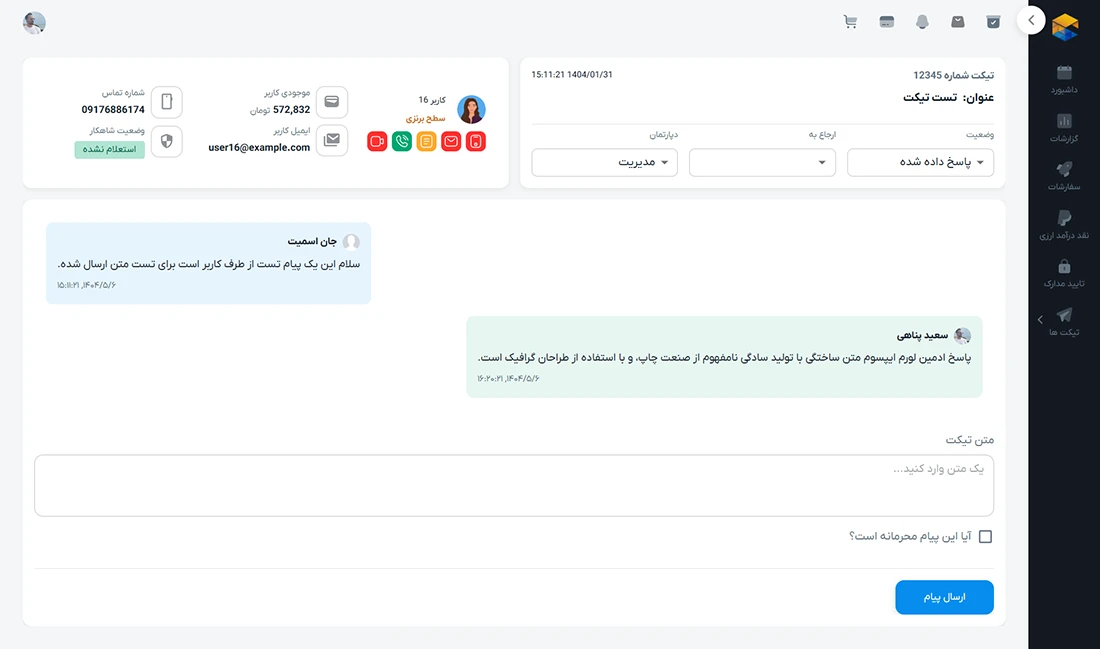 داشبورد
گزارشات
سفارشات
نقد درآمد ارزی
تایید مدارک
تیکت ها
تیکت شماره 12345
1404/01/31 15:11:21
عنوان: تست تیکت
وضعیت
ارجاع به
دپارتمان
پاسخ داده شده
مدیریت
کاربر 16
سطح برنزی
موجودی کاربر
572,832 تومان
ایمیل کاربر
user16@example.com
شماره تماس
09176886174
وضعیت شاهکار
استعلام نشده
جان اسمیت
سلام این یک پیام تست از طرف کاربر است برای تست متن ارسال شده.
۱۴۰۴/۵/۶, ۱۵:۱۱:۲۱
سعید پناهی
پاسخ ادمین لورم ایپسوم متن ساختگی با تولید سادگی نامفهوم از صنعت چاپ، و با استفاده از طراحان گرافیک است.
۱۴۰۴/۵/۶, ۱۶:۲۰:۲۱
متن تیکت
یک متن وارد کنید...
آیا این پیام محرمانه است؟
ارسال پیام